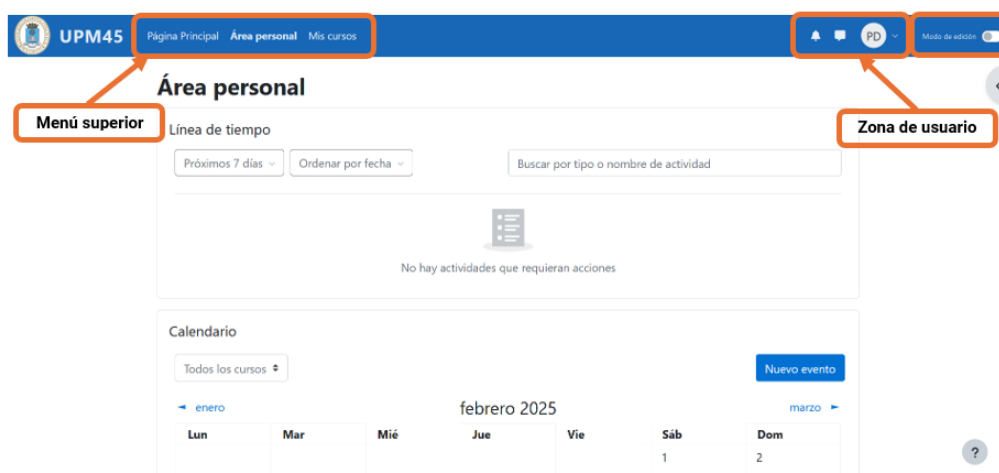 UPM45 Página Principal Área personal Mis cursos PD Modo de edición
Área personal
Menú superior
Zona de usuario
Línea de tiempo
Próximos 7 días Ordenar por fecha Buscar por tipo o nombre de actividad
No hay actividades que requieran acciones
Calendario
Todos los cursos Nuevo evento
enero febrero 2025 marzo
Lun Mar Mié Jue Vie Sáb Dom
1 2
?